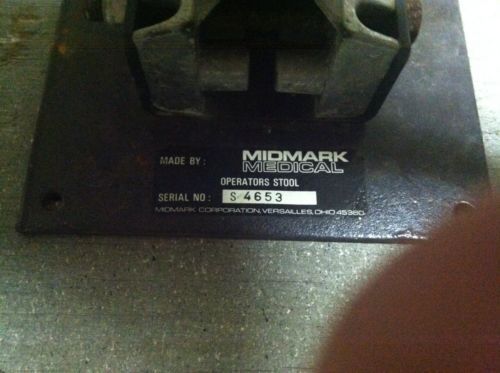 MADE BY: MIDMARK
MEDICAL
OPERATORS STOOL
SERIAL NO: S 4653
MIDMARK CORPORATION, VERSAILLES, OHIO 45380